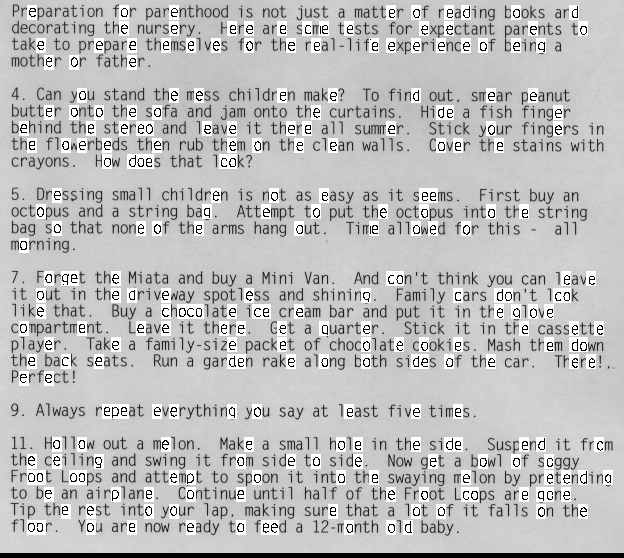 Preparation for parenthood is not just a matter of reading books and
decorating the nursery.  Here are some tests for expectant parents to
take to prepare themselves for the real-life experience of being a
mother or father.

4. Can you stand the mess children make?  To find out, smear peanut
butter onto the sofa and jam onto the curtains.  Hide a fish finger
behind the stereo and leave it there all summer.  Stick your fingers in
the flowerbeds then rub them on the clean walls.  Cover the stains with
crayons.  How does that look?

5. Dressing small children is not as easy as it seems.  First buy an
octopus and a string bag.  Attempt to put the octopus into the string
bag so that none of the arms hang out.  Time allowed for this -  all
morning.

7. Forget the Miata and buy a Mini Van.  And don't think you can leave
it out in the driveway spotless and shining.  Family cars don't look
like that.  Buy a chocolate ice cream bar and put it in the glove
compartment.  Leave it there.  Get a quarter.  Stick it in the cassette
player.  Take a family-size packet of chocolate cookies. Mash them down
the back seats.  Run a garden rake along both sides of the car.  There!,
Perfect!

9. Always repeat everything you say at least five times.

11. Hollow out a melon.  Make a small hole in the side.  Suspend it from
the ceiling and swing it from side to side.  Now get a bowl of soggy
Froot Loops and attempt to spoon it into the swaying melon by pretending
to be an airplane.  Continue until half of the Froot Loops are gone.
Tip the rest into your lap, making sure that a lot of it falls on the
floor.  You are now ready to feed a 12-month old baby.